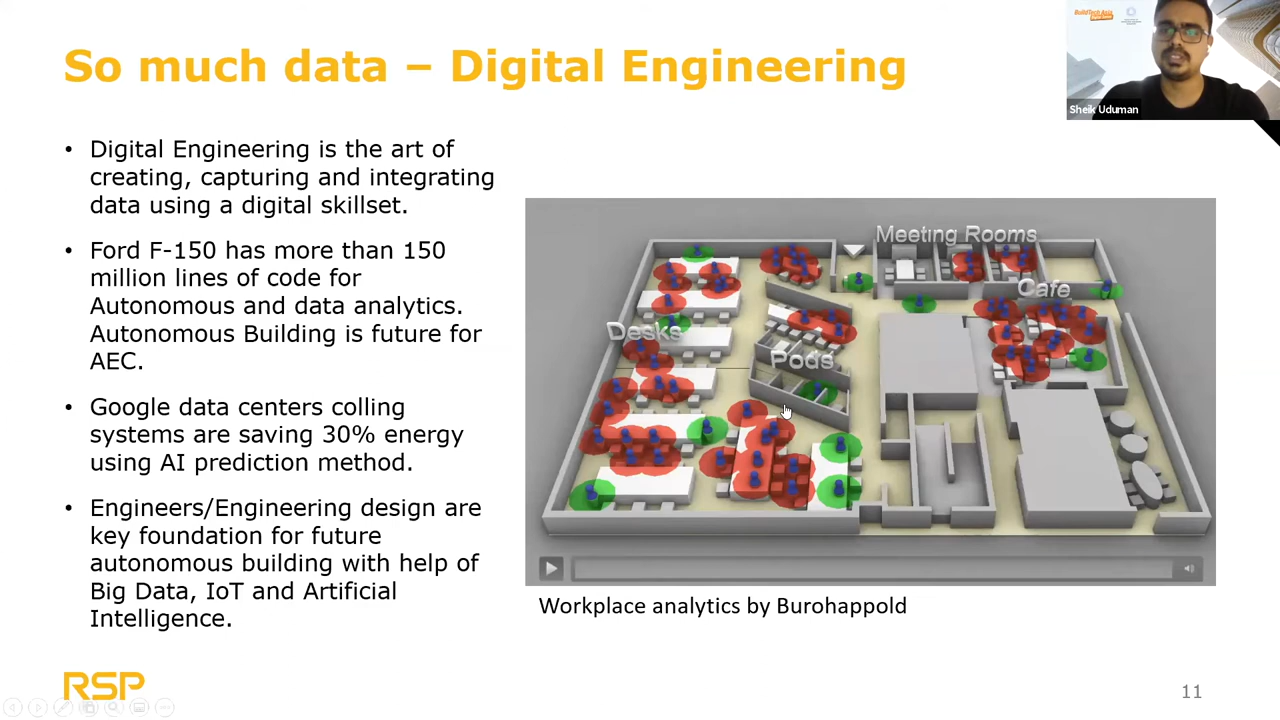 So much data – Digital Engineering
BuildTech Asia
Sheik Uduman
• Digital Engineering is the art of
creating, capturing and integrating
data using a digital skillset.
• Ford F-150 has more than 150
million lines of code for
Autonomous and data analytics.
Autonomous Building is future for
AEC.
• Google data centers colling
systems are saving 30% energy
using AI prediction method.
• Engineers/Engineering design are
key foundation for future
autonomous building with help of
Big Data, IoT and Artificial
Intelligence.
Meeting Rooms
Cafe
Desks
Pods
Workplace analytics by Burohappold
RSP
11